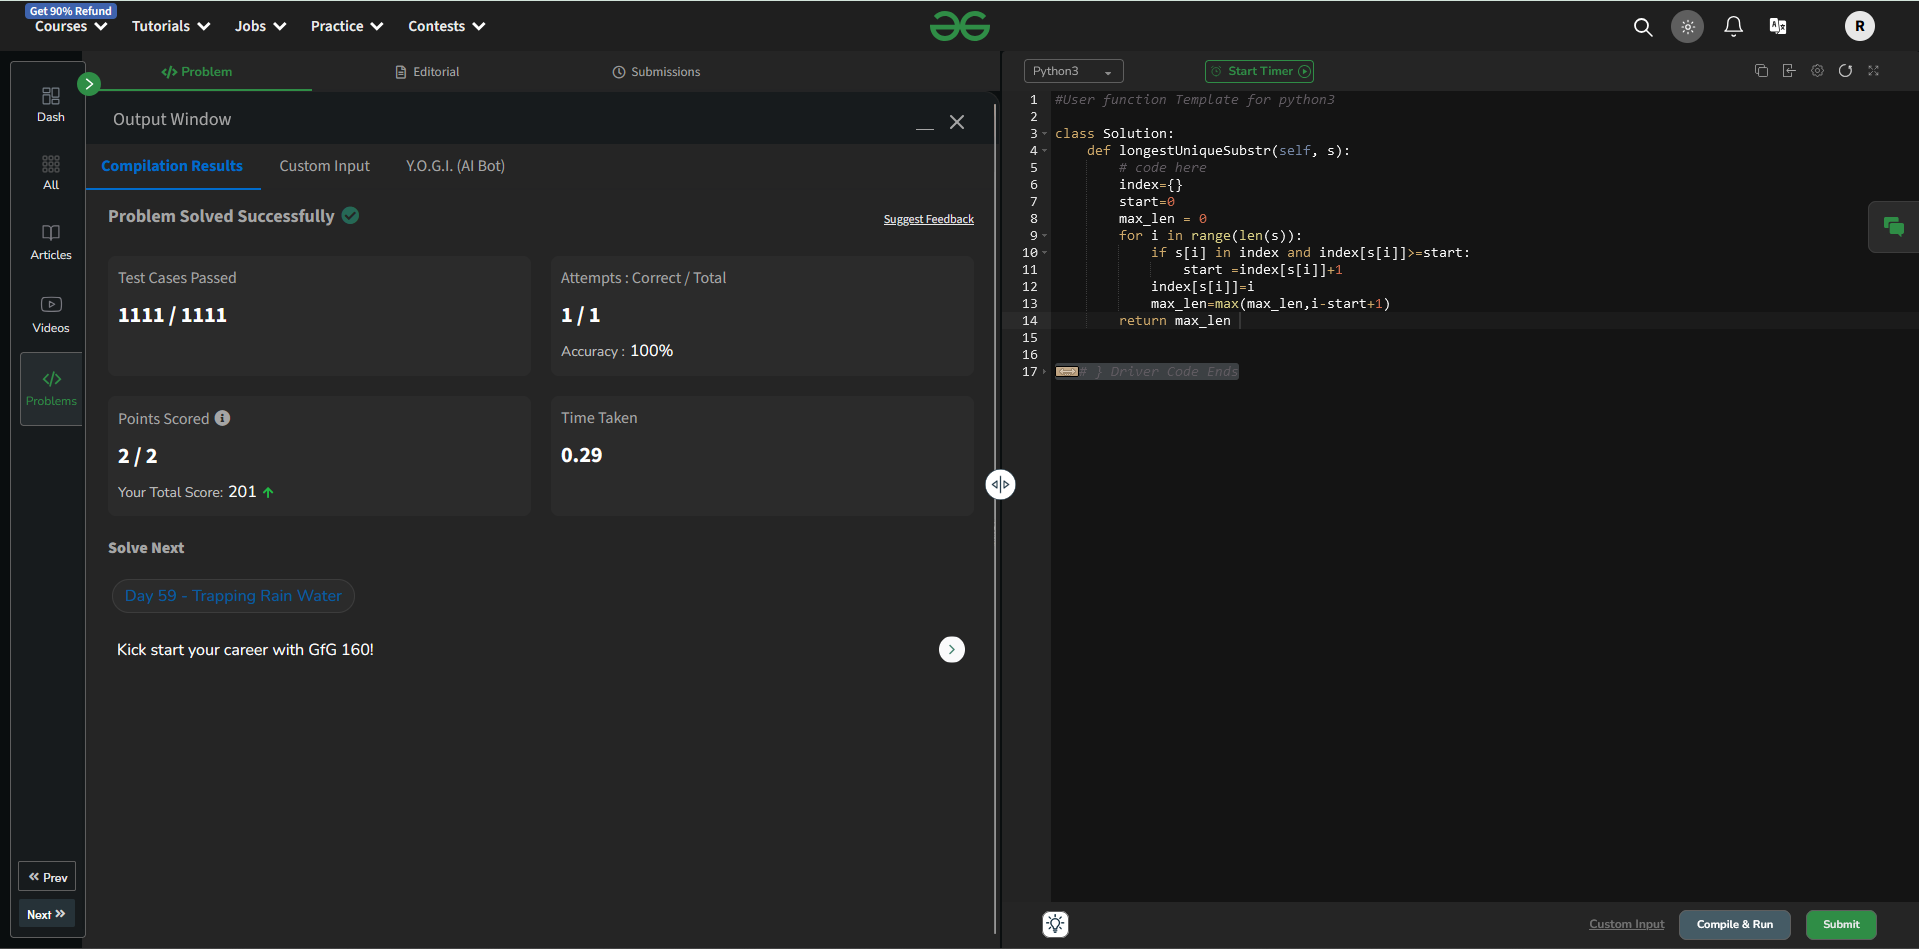 Get 90% Refund
Courses Tutorials Jobs Practice Contests
R
Dash
All
Articles
Videos
Problems
Prev
Next
Problem Editorial Submissions
Output Window
Compilation Results Custom Input Y.O.G.I. (AI Bot)
Problem Solved Successfully
Suggest Feedback
Test Cases Passed
1111 / 1111
Attempts : Correct / Total
1 / 1
Accuracy : 100%
Points Scored
2 / 2
Your Total Score: 201
Time Taken
0.29
Solve Next
Day 59 - Trapping Rain Water
Kick start your career with GfG 160!
Python3 Start Timer
1 #User function Template for python3
2
3 class Solution:
4     def longestUniqueSubstr(self, s):
5         # code here
6         index={}
7         start=0
8         max_len = 0
9         for i in range(len(s)):
10             if s[i] in index and index[s[i]]>=start:
11                 start =index[s[i]]+1
12             index[s[i]]=i
13             max_len=max(max_len,i-start+1)
14         return max_len
15
16
17 # } Driver Code Ends
Custom Input Compile & Run Submit